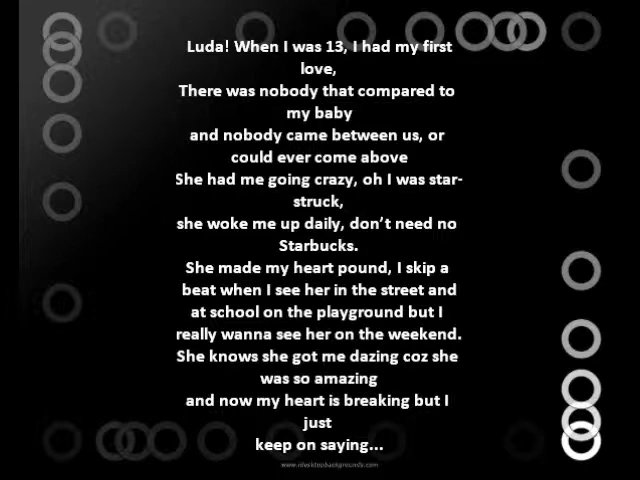 Luda! When I was 13, I had my first
love,
There was nobody that compared to
my baby
and nobody came between us, or
could ever come above
She had me going crazy, oh I was star-
struck,
she woke me up daily, don’t need no
Starbucks.
She made my heart pound, I skip a
beat when I see her in the street and
at school on the playground but I
really wanna see her on the weekend.
She knows she got me dazing coz she
was so amazing
and now my heart is breaking but I
just
keep on saying...